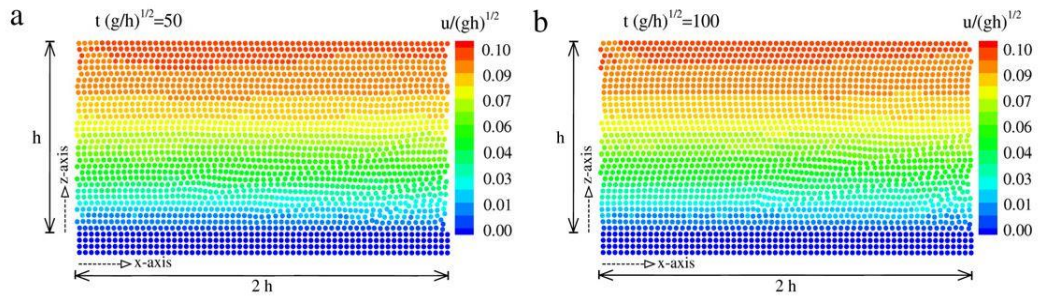 a
t (g/h)^1/2=50
u/(gh)^1/2
0.10
0.09
0.07
0.06
0.04
0.03
0.01
0.00
h
z-axis
x-axis
2 h
b
t (g/h)^1/2=100
u/(gh)^1/2
0.10
0.09
0.07
0.06
0.04
0.03
0.01
0.00
h
z-axis
x-axis
2 h